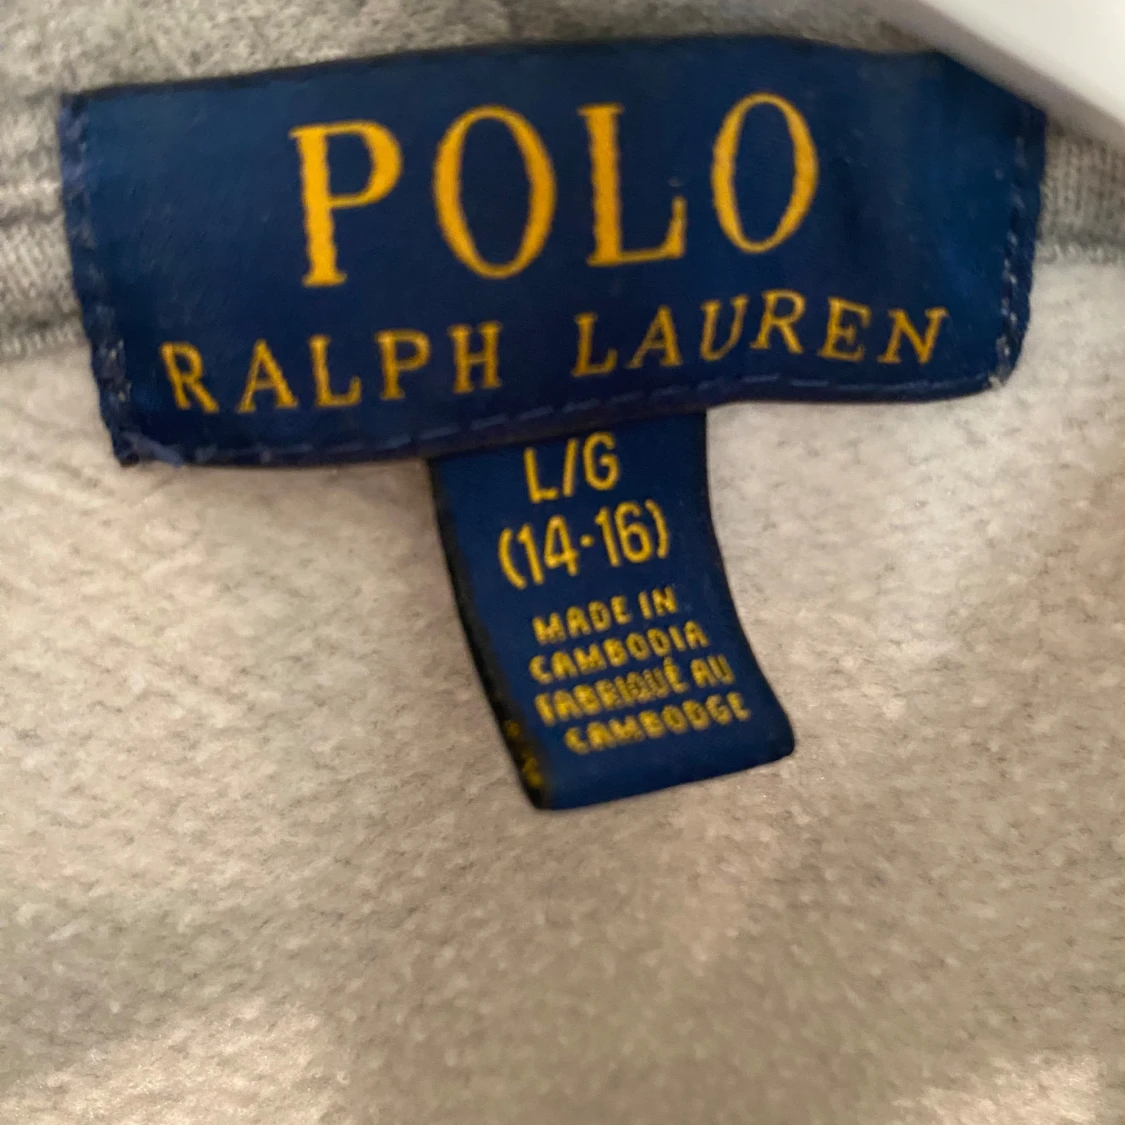 POLO
RALPH LAUREN
L/G
(14-16)
MADE IN
CAMBODIA
FABRIQUÉ AU
CAMBODGE